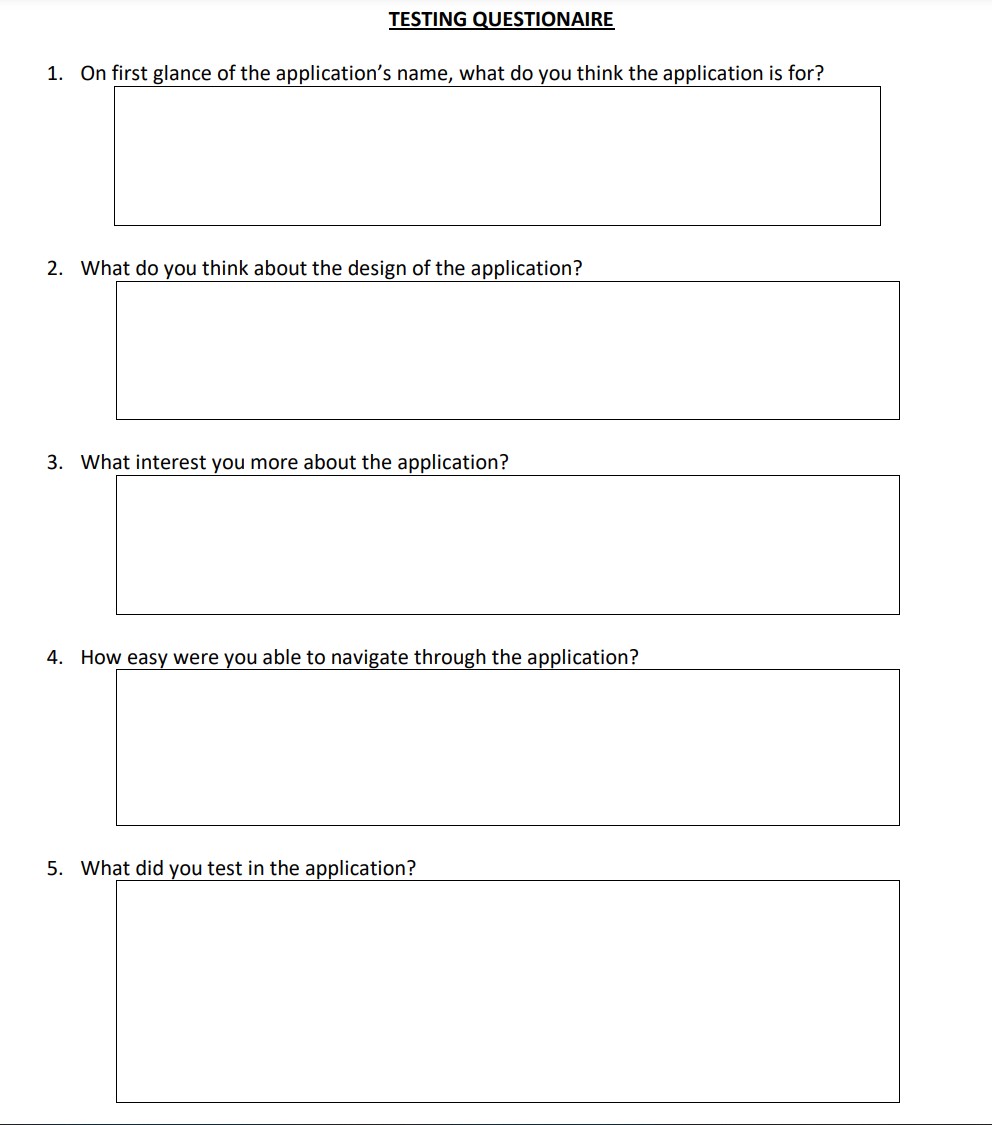 TESTING QUESTIONAIRE
1. On first glance of the application’s name, what do you think the application is for?
2. What do you think about the design of the application?
3. What interest you more about the application?
4. How easy were you able to navigate through the application?
5. What did you test in the application?